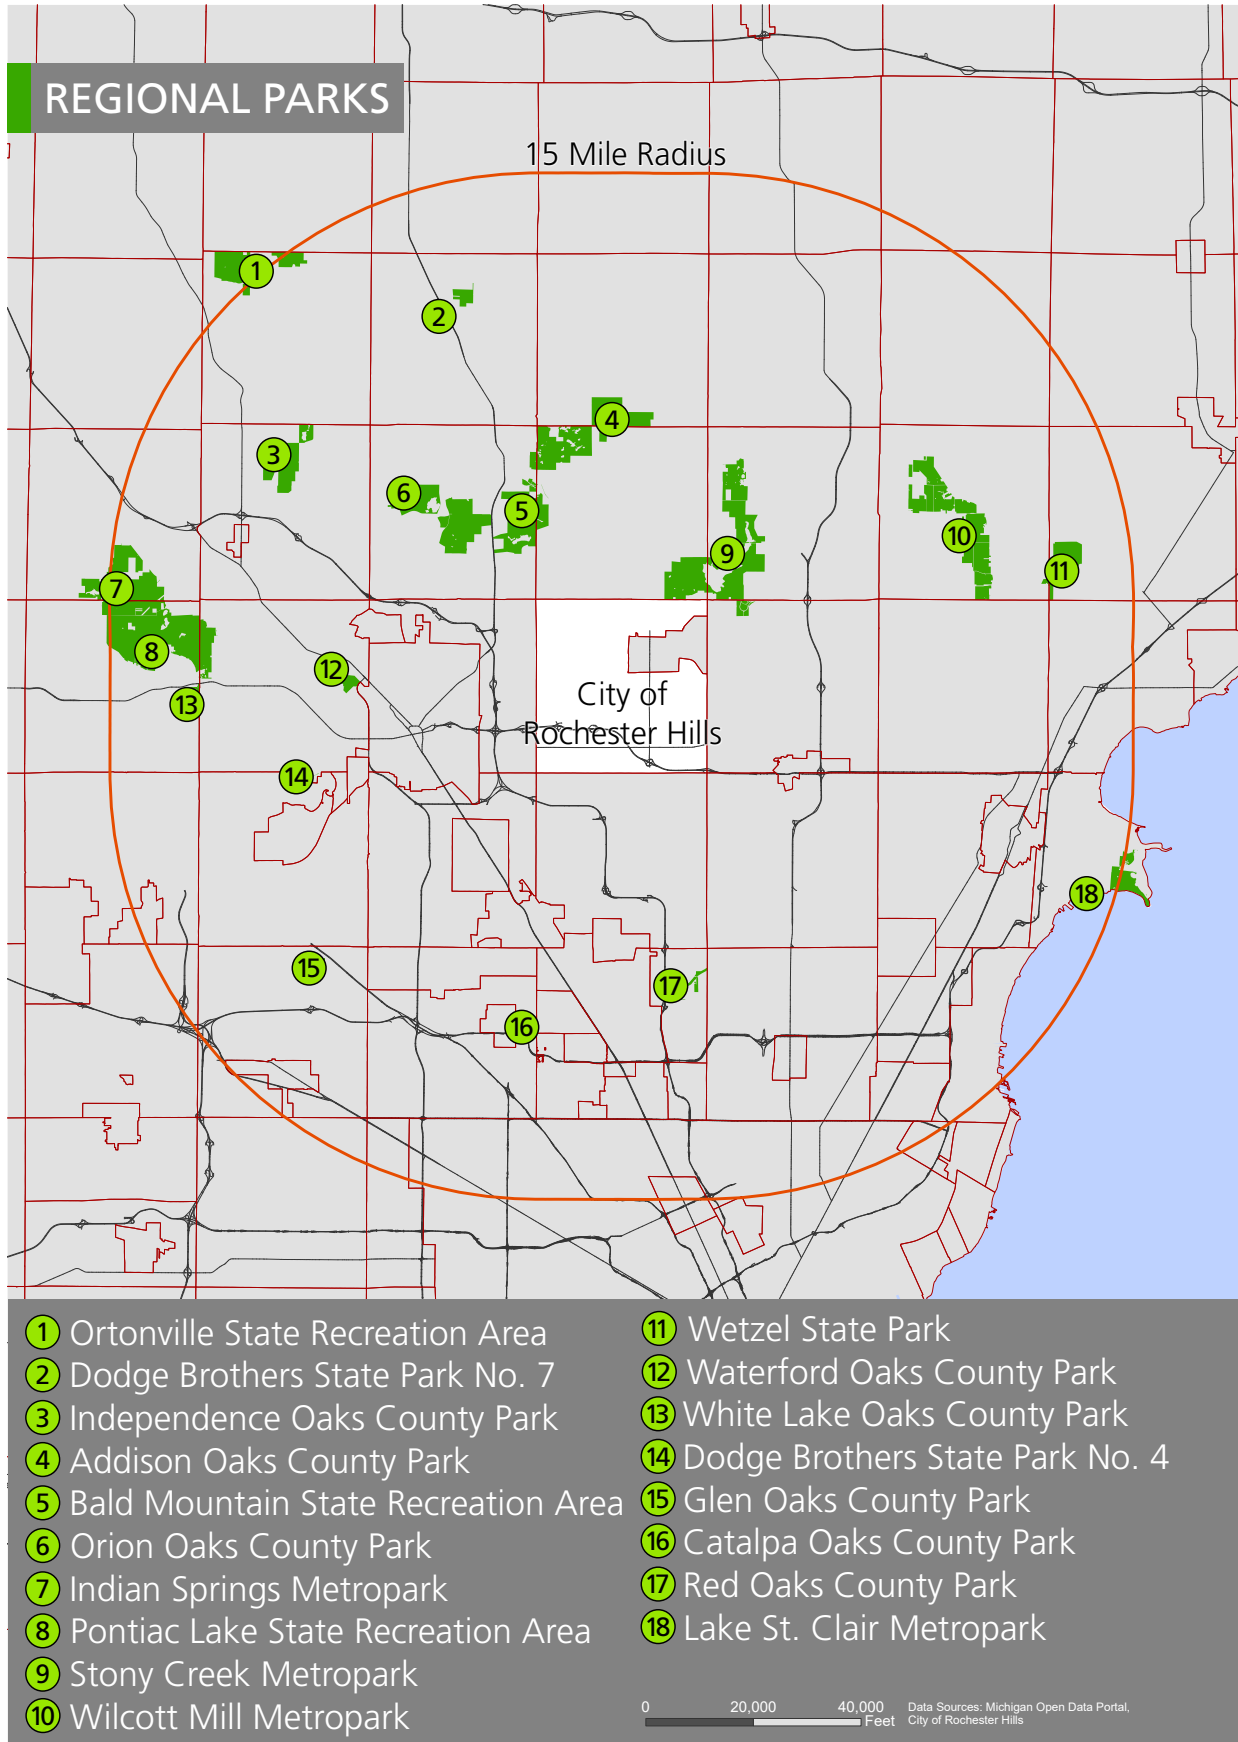 REGIONAL PARKS
15 Mile Radius
1
2
3
4
5
6
7
8
9
10
11
12
13
14
15
16
17
18
City of
Rochester Hills
1 Ortonville State Recreation Area
2 Dodge Brothers State Park No. 7
3 Independence Oaks County Park
4 Addison Oaks County Park
5 Bald Mountain State Recreation Area
6 Orion Oaks County Park
7 Indian Springs Metropark
8 Pontiac Lake State Recreation Area
9 Stony Creek Metropark
10 Wilcott Mill Metropark
11 Wetzel State Park
12 Waterford Oaks County Park
13 White Lake Oaks County Park
14 Dodge Brothers State Park No. 4
15 Glen Oaks County Park
16 Catalpa Oaks County Park
17 Red Oaks County Park
18 Lake St. Clair Metropark
0 20,000 40,000
Feet
Data Sources: Michigan Open Data Portal,
City of Rochester Hills